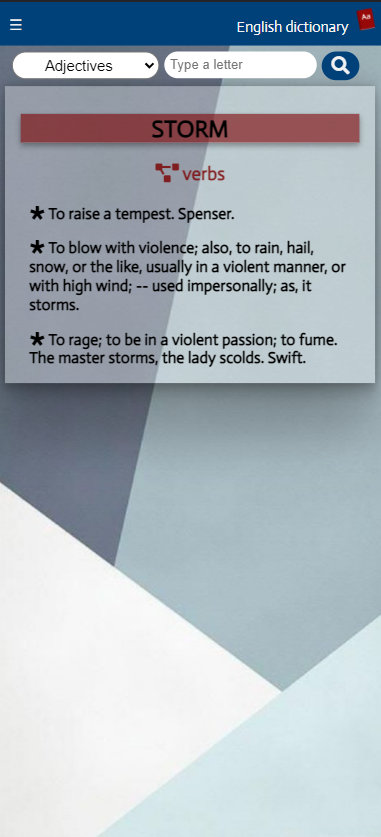 ☰ English dictionary Aa
Adjectives Type a letter
STORM
verbs
* To raise a tempest. Spenser.
* To blow with violence; also, to rain, hail,
snow, or the like, usually in a violent manner, or
with high wind; -- used impersonally; as, it
storms.
* To rage; to be in a violent passion; to fume.
The master storms, the lady scolds. Swift.